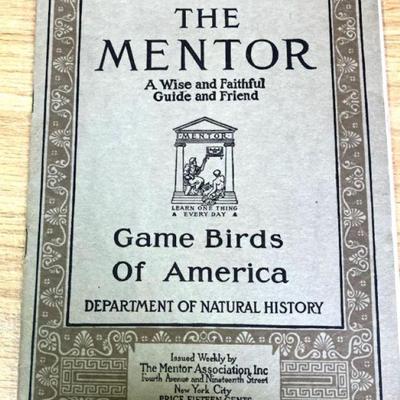 THE
MENTOR
A Wise and Faithful
Guide and Friend
MENTOR
LEARN ONE THING
EVERY DAY
Game Birds
Of America
DEPARTMENT OF NATURAL HISTORY
Issued Weekly by
The Mentor Association, Inc
Fourth Avenue and Nineteenth Street
New York City
PRICE FIFTEEN CENTS